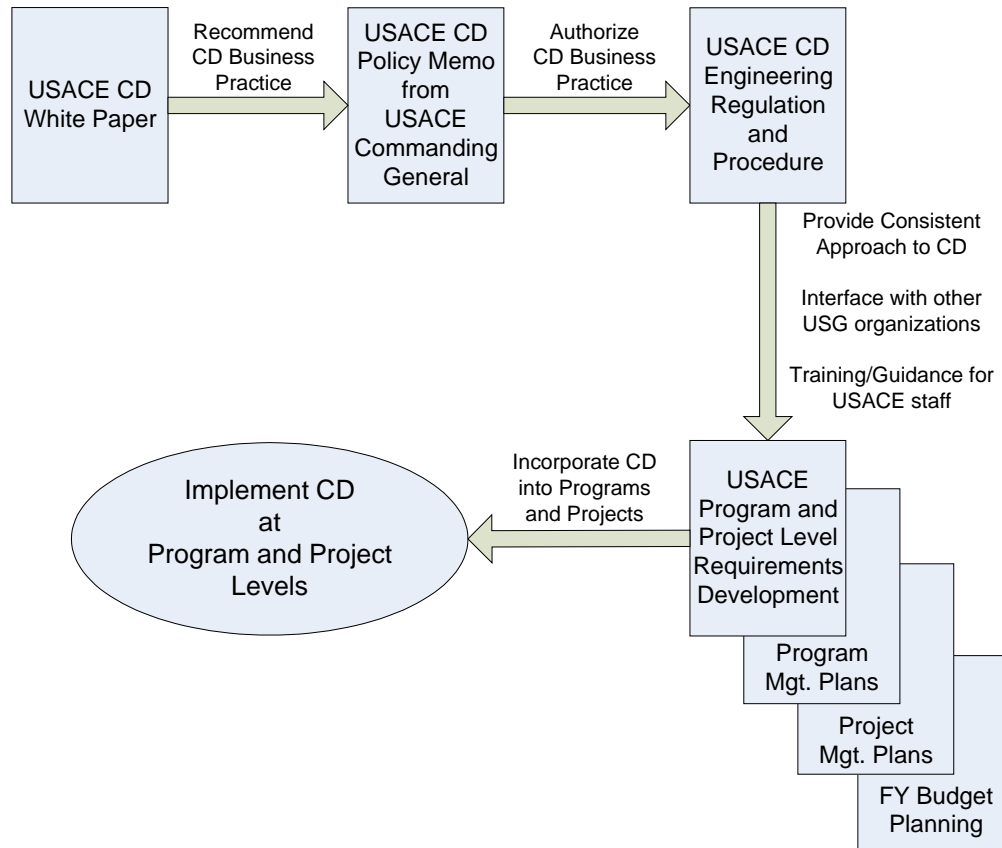 USACE CD
White Paper
Recommend
CD Business
Practice
USACE CD
Policy Memo
from
USACE
Commanding
General
Authorize
CD Business
Practice
USACE CD
Engineering
Regulation
and
Procedure
Provide Consistent
Approach to CD
Interface with other
USG organizations
Training/Guidance for
USACE staff
USACE
Program and
Project Level
Requirements
Development
Program
Mgt. Plans
Project
Mgt. Plans
FY Budget
Planning
Incorporate CD
into Programs
and Projects
Implement CD
at
Program and Project
Levels